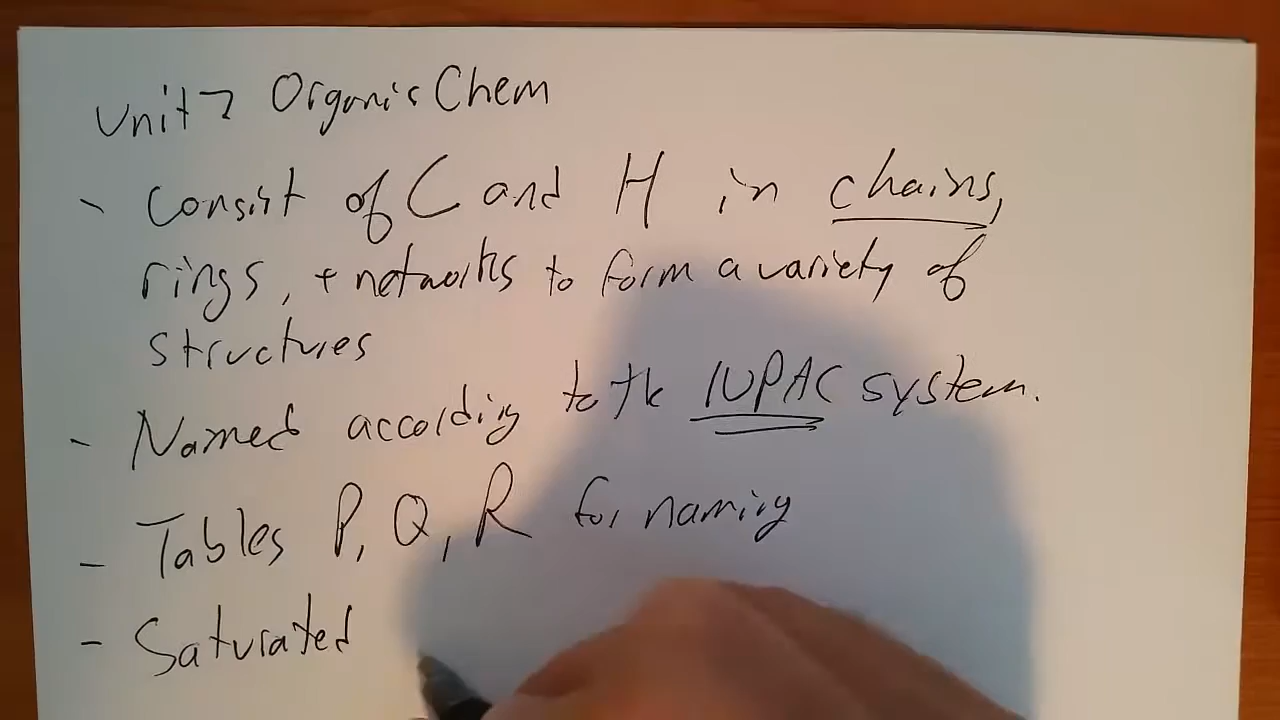 Unit 7 Organic Chem
- Consist of C and H in chains,
rings, + networks to form a variety of
structures
- Named according to the IUPAC system.
- Tables P, Q, R for naming
- Saturated